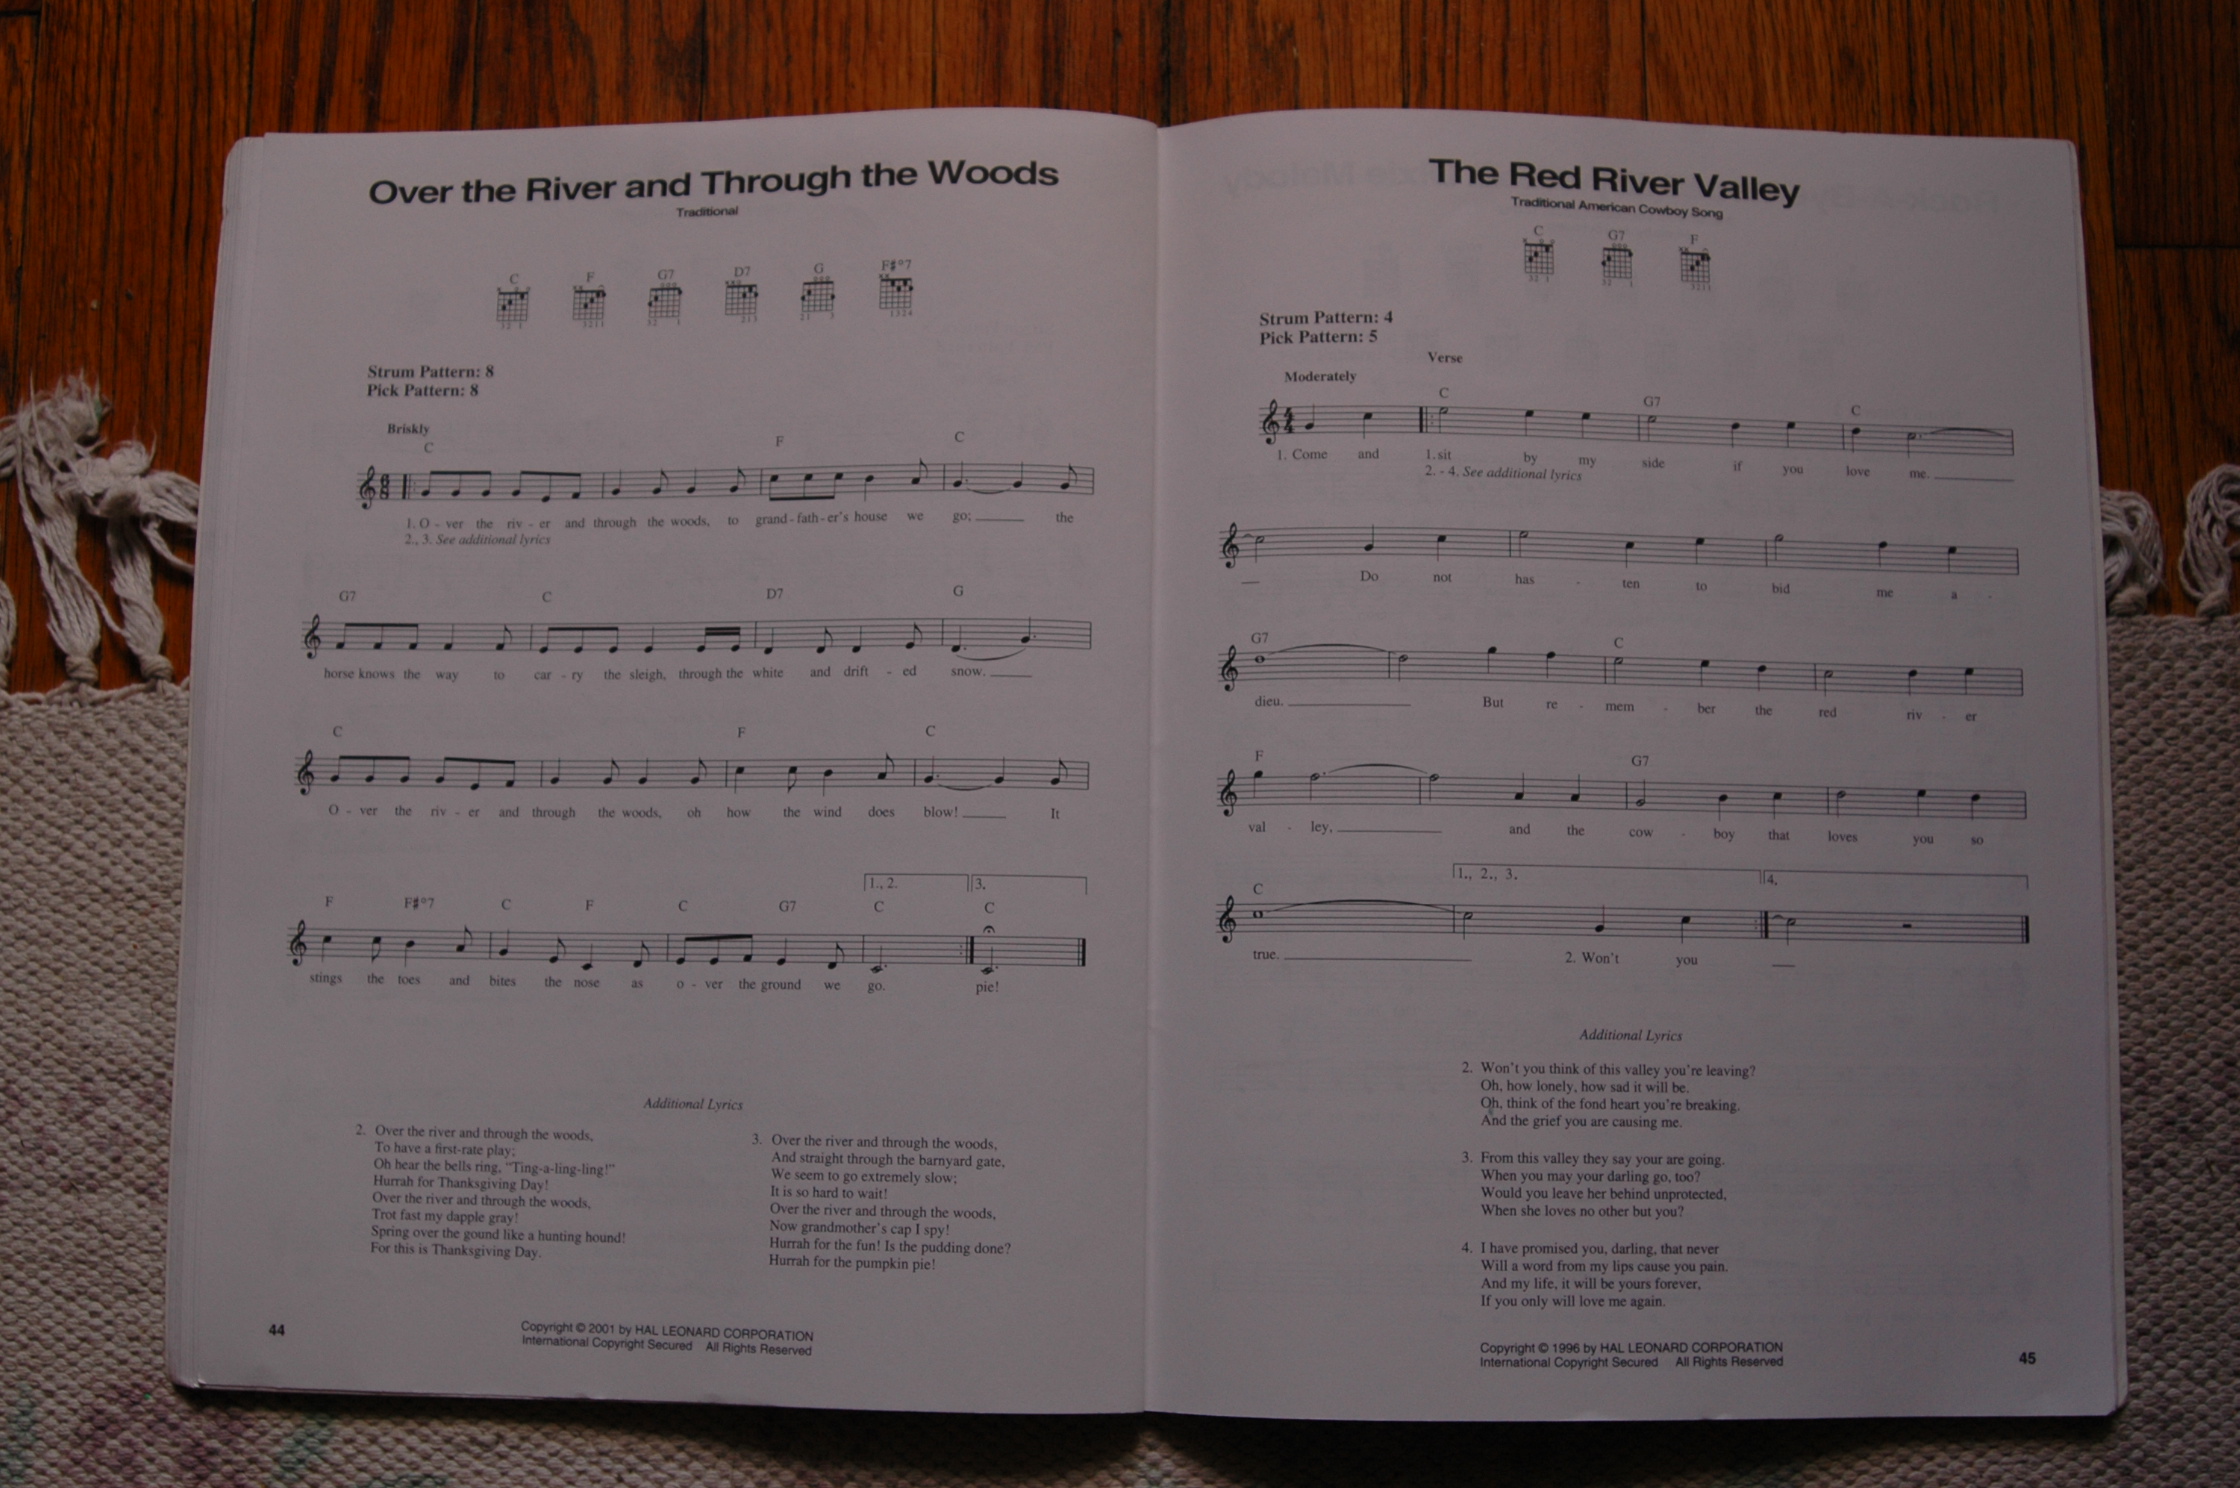 Over the River and Through the Woods
Traditional
C F G7 D7 G F#°7
32 1 3211 32 1 213 21 3 1324
Strum Pattern: 8
Pick Pattern: 8
Briskly
C F C
1. O - ver the riv - er and through the woods, to grand - fath - er's house we go; the
2., 3. See additional lyrics
G7 C D7 G
horse knows the way to car - ry the sleigh, through the white and drift - ed snow.
C F C
O - ver the riv - er and through the woods, oh how the wind does blow! It
1., 2. 3.
F F#°7 C F C G7 C C
stings the toes and bites the nose as o - ver the ground we go. pie!
Additional Lyrics
2. Over the river and through the woods,
To have a first-rate play;
Oh hear the bells ring, "Ting-a-ling-ling!"
Hurrah for Thanksgiving Day!
Over the river and through the woods,
Trot fast my dapple gray!
Spring over the gound like a hunting hound!
For this is Thanksgiving Day.
3. Over the river and through the woods,
And straight through the barnyard gate,
We seem to go extremely slow;
It is so hard to wait!
Over the river and through the woods,
Now grandmother's cap I spy!
Hurrah for the fun! Is the pudding done?
Hurrah for the pumpkin pie!
44
Copyright © 2001 by HAL LEONARD CORPORATION
International Copyright Secured All Rights Reserved
The Red River Valley
Traditional American Cowboy Song
C G7 F
32 1 32 1 3211
Strum Pattern: 4
Pick Pattern: 5
Verse
Moderately
C G7 C
1. Come and 1. sit by my side if you love me.
2. - 4. See additional lyrics
Do not has - ten to bid me a -
G7 C
dieu. But re - mem - ber the red riv - er
F G7
val - ley, and the cow - boy that loves you so
1., 2., 3. 4.
C
true. 2. Won't you
Additional Lyrics
2. Won't you think of this valley you're leaving?
Oh, how lonely, how sad it will be.
Oh, think of the fond heart you're breaking.
And the grief you are causing me.
3. From this valley they say your are going.
When you may your darling go, too?
Would you leave her behind unprotected,
When she loves no other but you?
4. I have promised you, darling, that never
Will a word from my lips cause you pain.
And my life, it will be yours forever,
If you only will love me again.
Copyright © 1996 by HAL LEONARD CORPORATION
International Copyright Secured All Rights Reserved
45